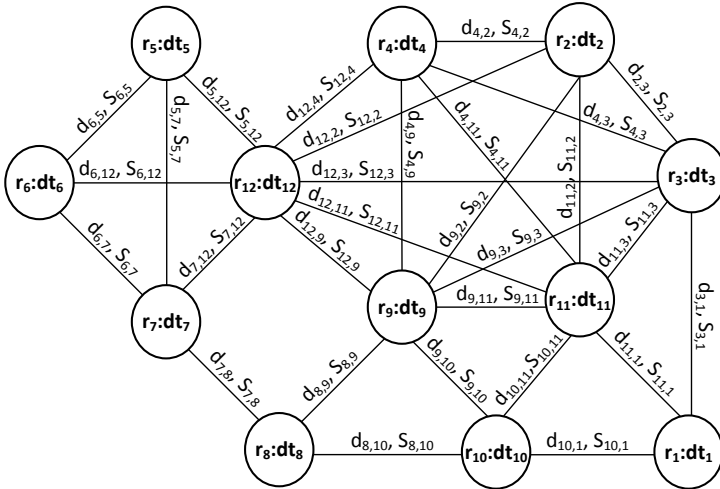 r₅:dt₅
r₄:dt₄
d₄,₂, S₄,₂
r₂:dt₂
d₆,₅, S₆,₅
d₅,₇, S₅,₇
d₅,₁₂, S₅,₁₂
d₁₂,₄, S₁₂,₄
d₁₂,₂, S₁₂,₂
d₄,₉, S₄,₉
d₄,₁₁, S₄,₁₁
d₄,₃, S₄,₃
d₂,₃, S₂,₃
r₆:dt₆
d₆,₁₂, S₆,₁₂
r₁₂:dt₁₂
d₁₂,₃, S₁₂,₃
d₉,₂, S₉,₂
d₁₁,₂, S₁₁,₂
r₃:dt₃
d₆,₇, S₆,₇
d₇,₁₂, S₇,₁₂
d₁₂,₉, S₁₂,₉
d₁₂,₁₁, S₁₂,₁₁
d₉,₃, S₉,₃
d₁₁,₃, S₁₁,₃
r₇:dt₇
r₉:dt₉
d₉,₁₁, S₉,₁₁
r₁₁:dt₁₁
d₃,₁, S₃,₁
d₇,₈, S₇,₈
d₈,₉, S₈,₉
d₉,₁₀, S₉,₁₀
d₁₀,₁₁, S₁₀,₁₁
d₁₁,₁, S₁₁,₁
r₈:dt₈
d₈,₁₀, S₈,₁₀
r₁₀:dt₁₀
d₁₀,₁, S₁₀,₁
r₁:dt₁